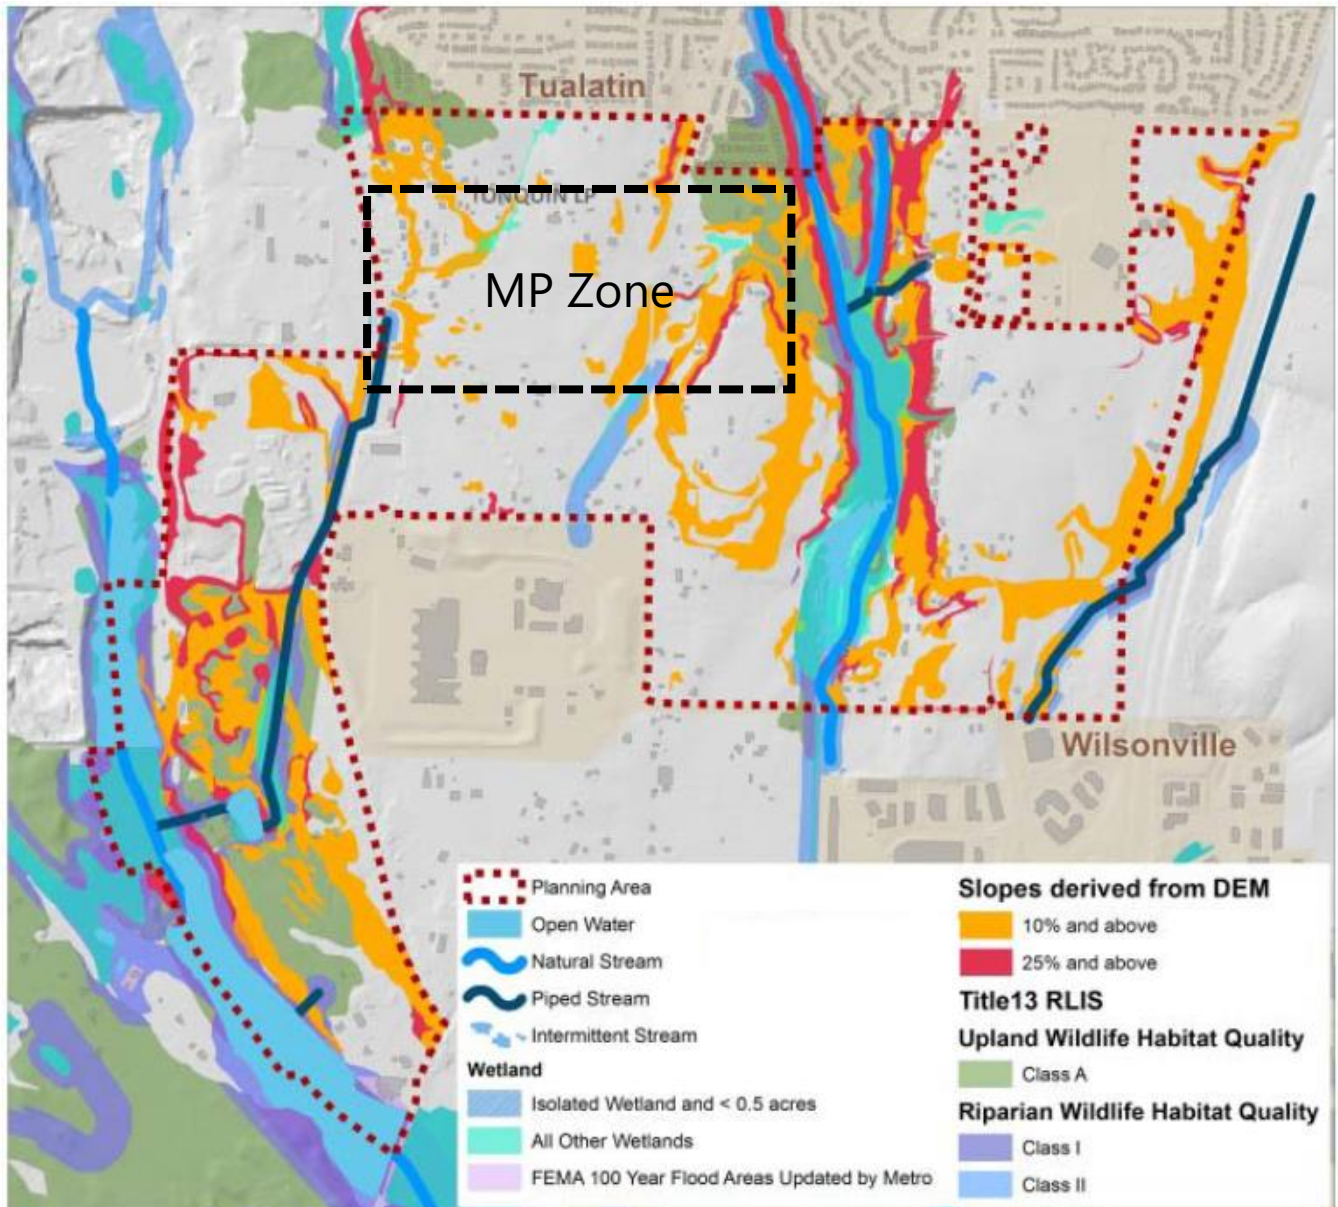 Tualatin
TONQUIN LP
MP Zone
Wilsonville
Planning Area
Open Water
Natural Stream
Piped Stream
Intermittent Stream
Wetland
Isolated Wetland and < 0.5 acres
All Other Wetlands
FEMA 100 Year Flood Areas Updated by Metro
Slopes derived from DEM
10% and above
25% and above
Title13 RLIS
Upland Wildlife Habitat Quality
Class A
Riparian Wildlife Habitat Quality
Class I
Class II